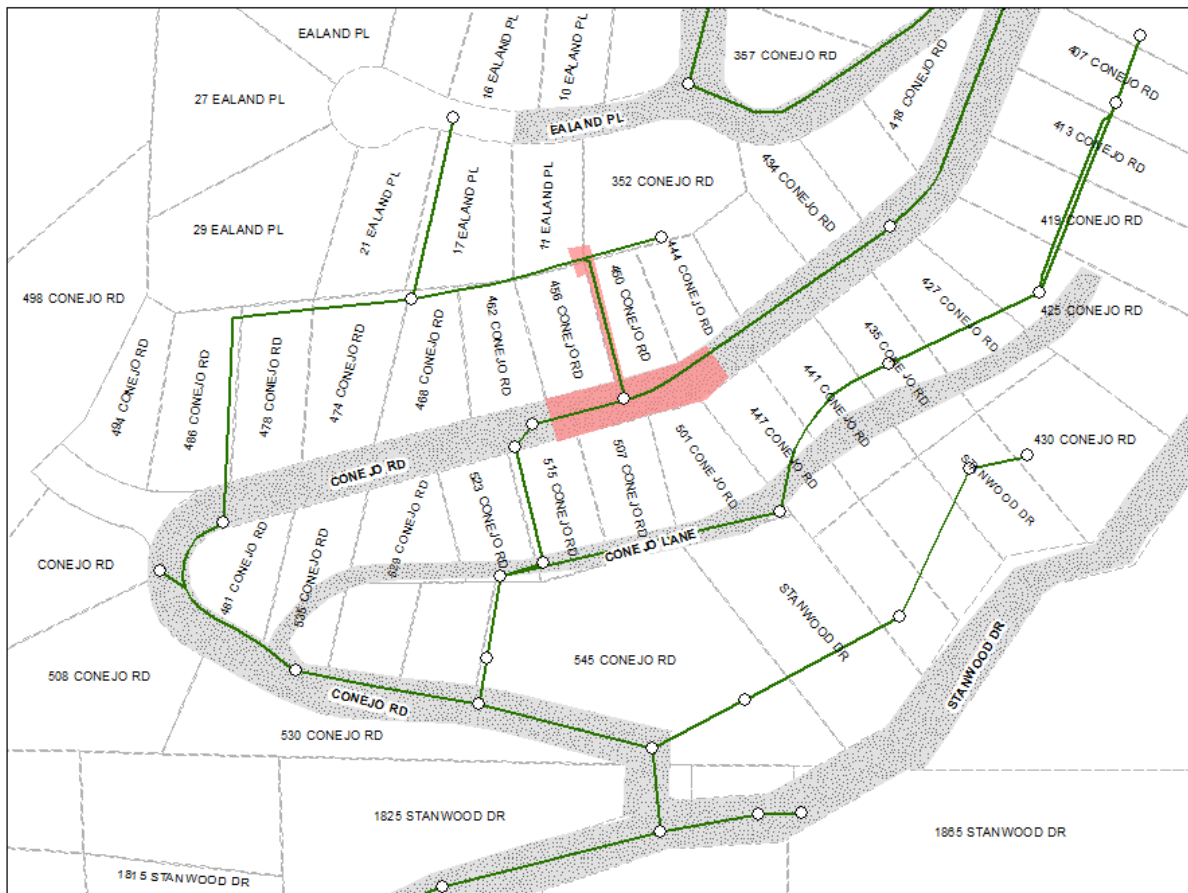 EALAND PL
16 EALAND PL
10 EALAND PL
357 CONEJO RD
407 CONEJO RD
27 EALAND PL
EALAND PL
418 CONEJO RD
413 CONEJO RD
21 EALAND PL
17 EALAND PL
11 EALAND PL
352 CONEJO RD
434 CONEJO RD
419 CONEJO RD
29 EALAND PL
498 CONEJO RD
456 CONEJO RD
450 CONEJO RD
444 CONEJO RD
427 CONEJO RD
425 CONEJO RD
494 CONEJO RD
486 CONEJO RD
478 CONEJO RD
474 CONEJO RD
468 CONEJO RD
462 CONEJO RD
435 CONEJO RD
441 CONEJO RD
447 CONEJO RD
430 CONEJO RD
CONEJO RD
523 CONEJO RD
515 CONEJO RD
507 CONEJO RD
501 CONEJO RD
STANWOOD DR
CONEJO LANE
CONEJO RD
481 CONEJO RD
535 CONEJO RD
529 CONEJO RD
STANWOOD DR
545 CONEJO RD
STANWOOD DR
508 CONEJO RD
CONEJO RD
530 CONEJO RD
1825 STANWOOD DR
1865 STANWOOD DR
1815 STANWOOD DR